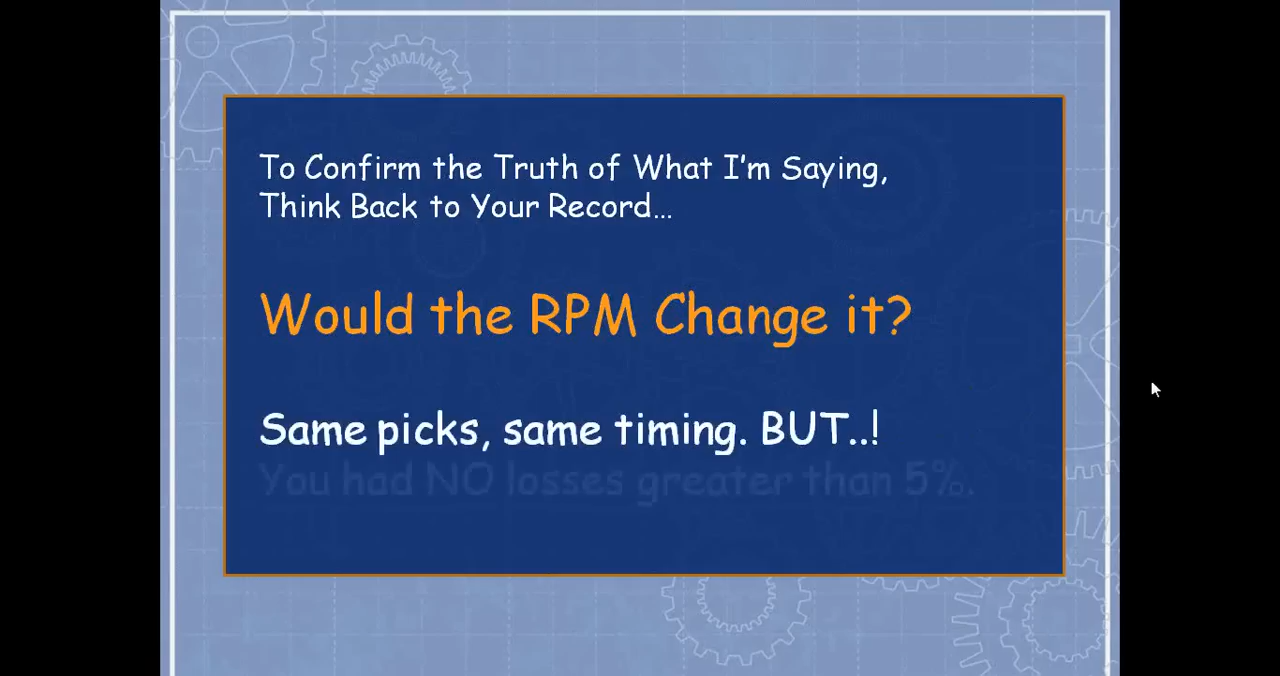 To Confirm the Truth of What I'm Saying,
Think Back to Your Record…
Would the RPM Change it?
Same picks, same timing. BUT..!
You had NO losses greater than 5%.